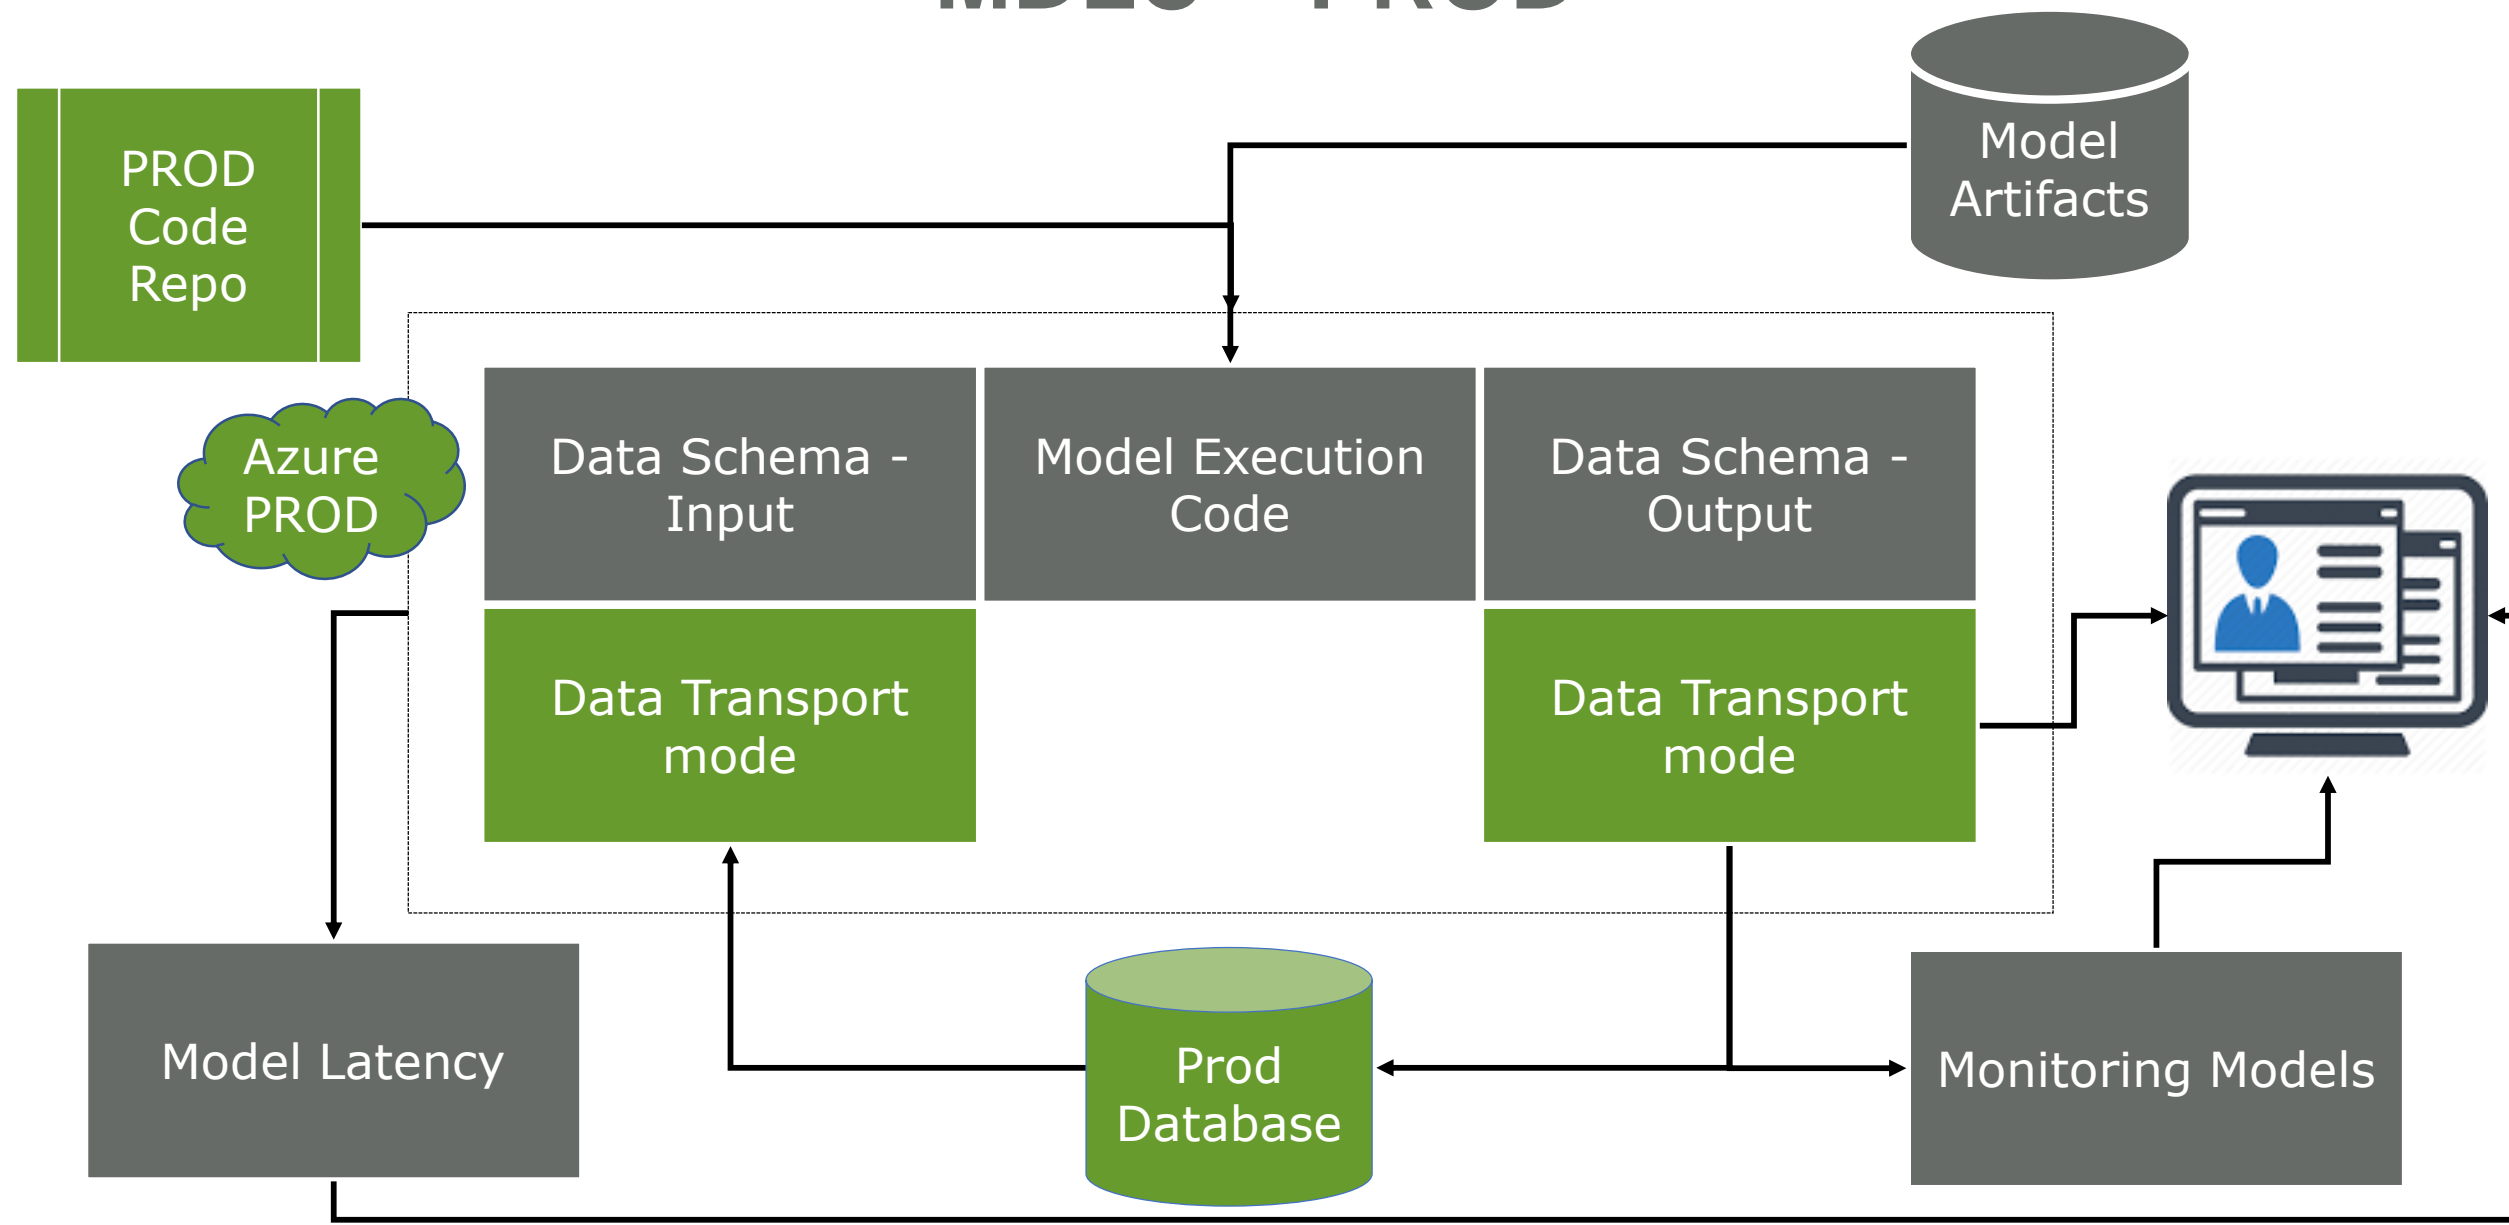 PROD
Code
Repo
Model
Artifacts
Azure
PROD
Data Schema -
Input
Model Execution
Code
Data Schema -
Output
Data Transport
mode
Data Transport
mode
Model Latency
Prod
Database
Monitoring Models